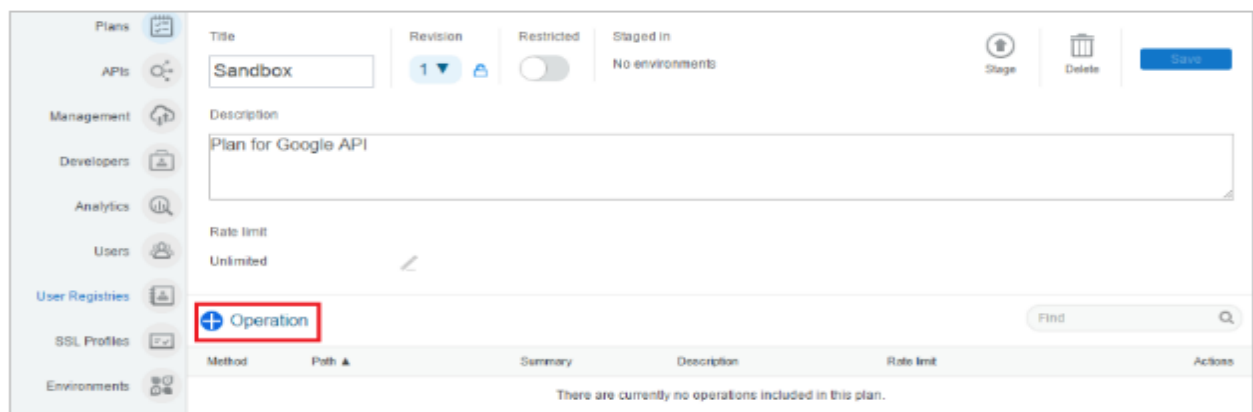 Plans
APIs
Management
Developers
Analytics
Users
User Registries
SSL Profiles
Environments
Title Revision Restricted Staged in
Sandbox 1 ▼ No environments
Stage Delete Save
Description
Plan for Google API
Rate limit
Unlimited
Operation Find
Method Path ▲ Summary Description Rate limit Actions
There are currently no operations included in this plan.